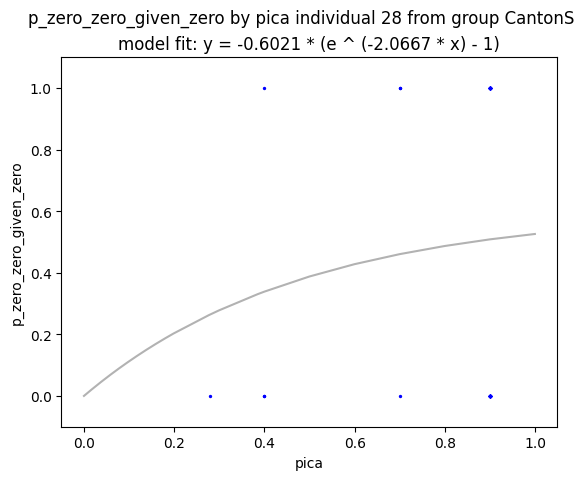 p_zero_zero_given_zero by pica individual 28 from group CantonS
model fit: y = -0.6021 * (e ^ (-2.0667 * x) - 1)
p_zero_zero_given_zero
1.0
0.8
0.6
0.4
0.2
0.0
0.0 0.2 0.4 0.6 0.8 1.0
pica